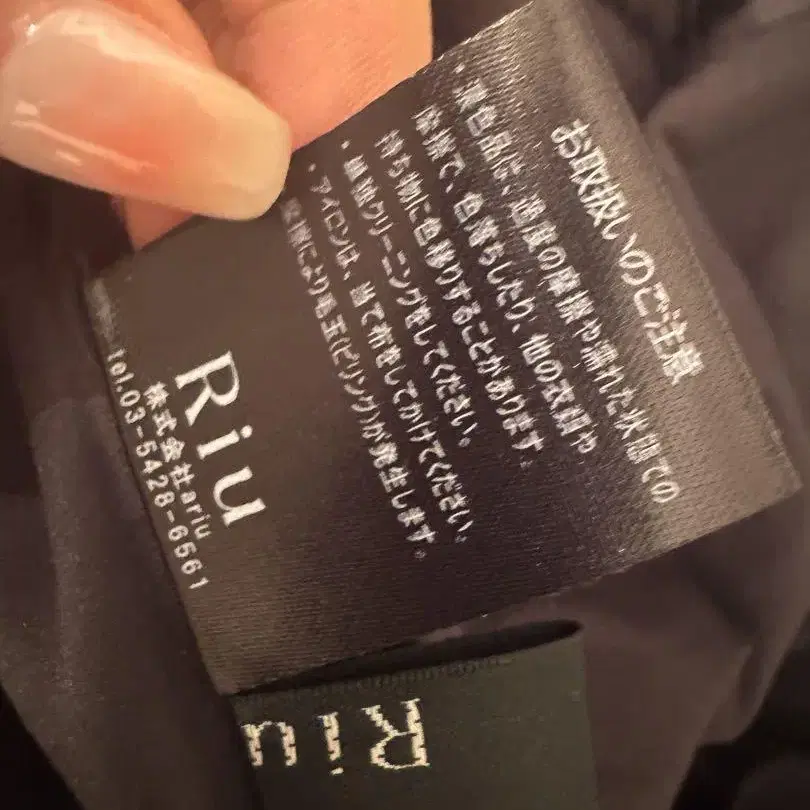 お取扱いのご注意
・濃色品は、過度の摩擦や濡れた状態での
摩擦で、色落ちしたり、他の衣類や
持ち物に色移りすることがあります。
・繊細クリーニングをしてください。
・アイロンは、当て布をしてかけてください。
摩擦により毛玉(ピリング)が発生します。
Riu
株式会社ariu
tel.03-5428-6561
Riu